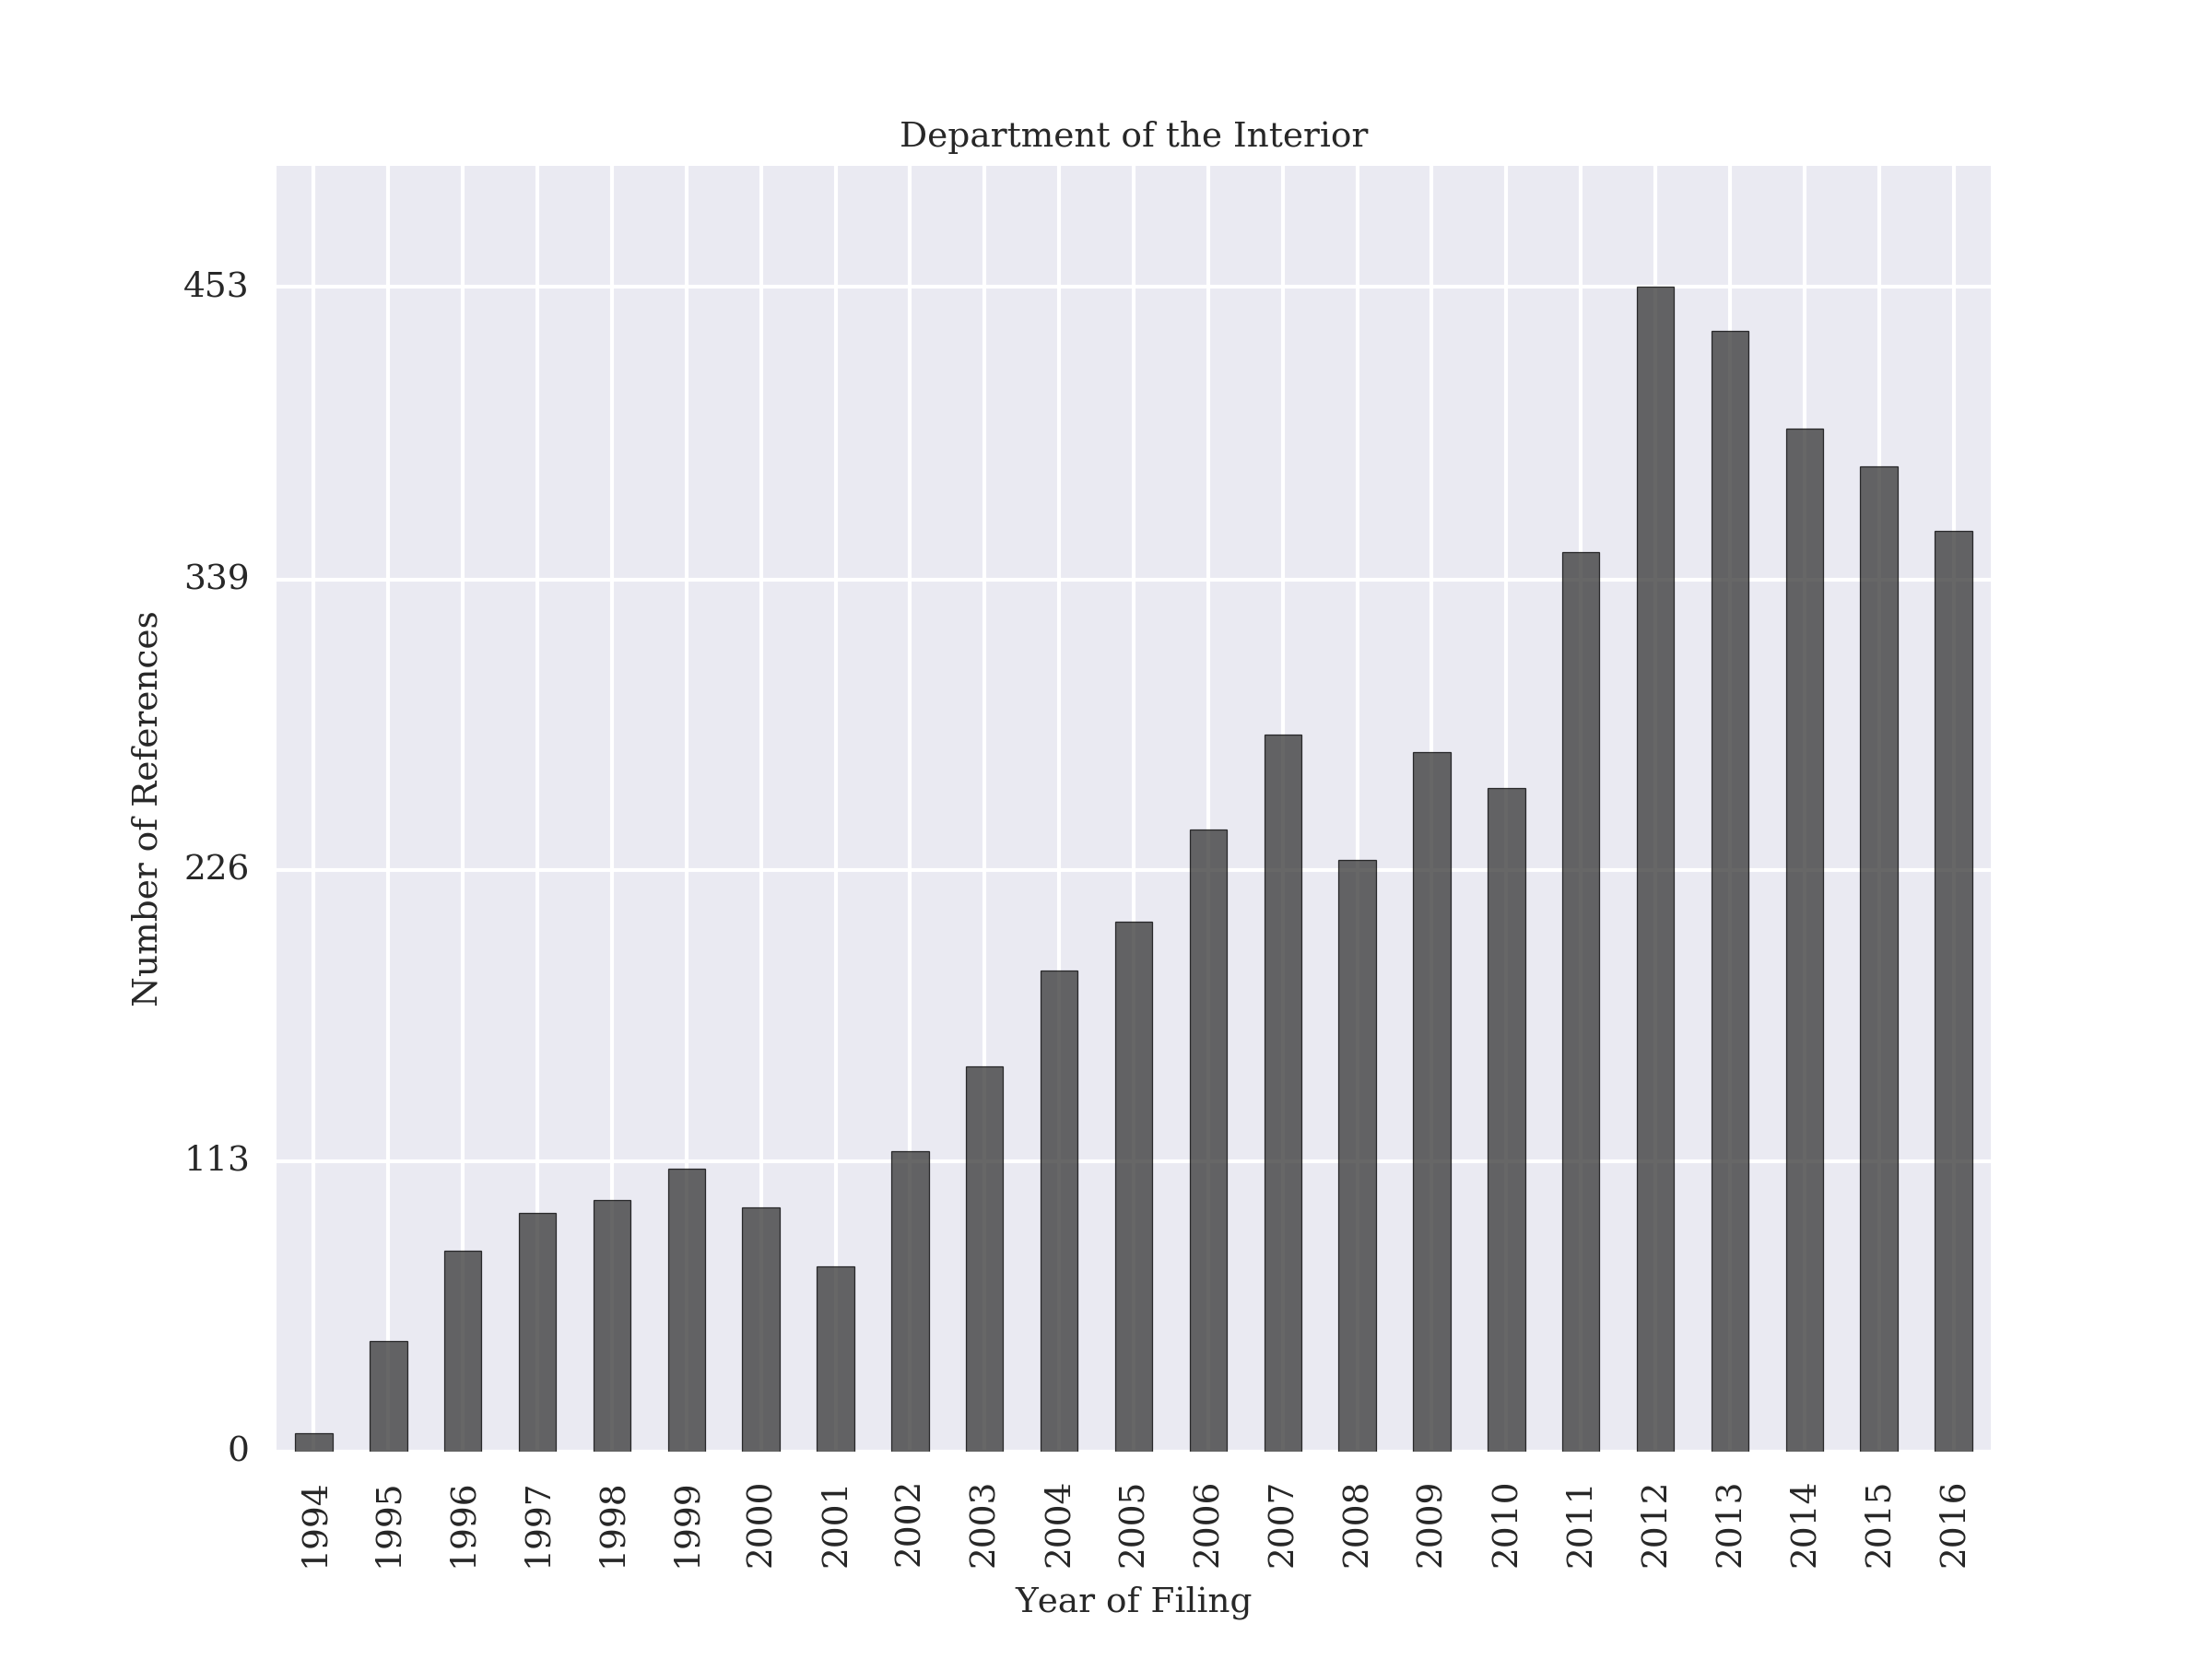 Department of the Interior
Number of References
453
339
226
113
0
1994 1995 1996 1997 1998 1999 2000 2001 2002 2003 2004 2005 2006 2007 2008 2009 2010 2011 2012 2013 2014 2015 2016
Year of Filing